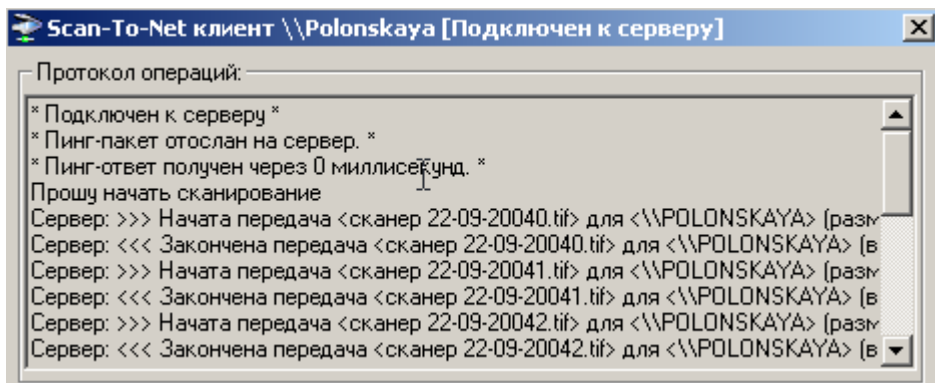 Scan-To-Net клиент \\Polonskaya [Подключен к серверу]
Протокол операций:
* Подключен к серверу *
* Пинг-пакет отослан на сервер. *
* Пинг-ответ получен через 0 миллисекунд. *
Прошу начать сканирование
Сервер: >>> Начата передача <сканер 22-09-20040.tif> для <\\POLONSKAYA> (разм
Сервер: <<< Закончена передача <сканер 22-09-20040.tif> для <\\POLONSKAYA> (в
Сервер: >>> Начата передача <сканер 22-09-20041.tif> для <\\POLONSKAYA> (разм
Сервер: <<< Закончена передача <сканер 22-09-20041.tif> для <\\POLONSKAYA> (в
Сервер: >>> Начата передача <сканер 22-09-20042.tif> для <\\POLONSKAYA> (разм
Сервер: <<< Закончена передача <сканер 22-09-20042.tif> для <\\POLONSKAYA> (в